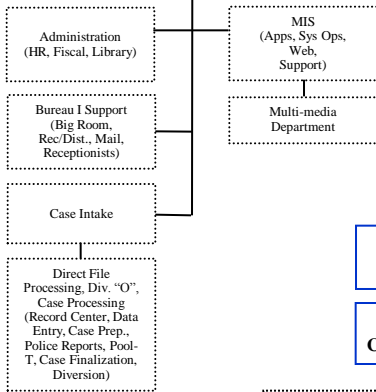 Administration
(HR, Fiscal, Library)
MIS
(Apps, Sys Ops,
Web,
Support)
Multi-media
Department
Bureau I Support
(Big Room,
Rec/Dist., Mail,
Receptionists)
Case Intake
Direct File
Processing, Div. “O”,
Case Processing
(Record Center, Data
Entry, Case Prep.,
Police Reports, Pool-
T, Case Finalization,
Diversion)